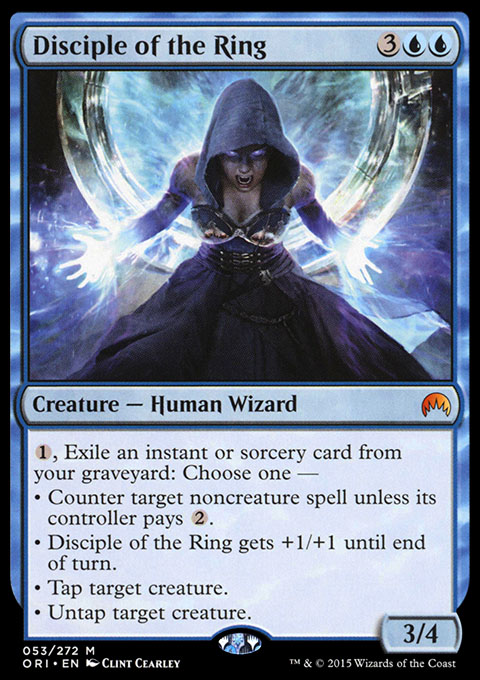 Disciple of the Ring 3
Creature — Human Wizard
1, Exile an instant or sorcery card from
your graveyard: Choose one —
• Counter target noncreature spell unless its
controller pays 2.
• Disciple of the Ring gets +1/+1 until end
of turn.
• Tap target creature.
• Untap target creature.
3/4
053/272 M
ORI • EN Clint Cearley
™ & © 2015 Wizards of the Coast